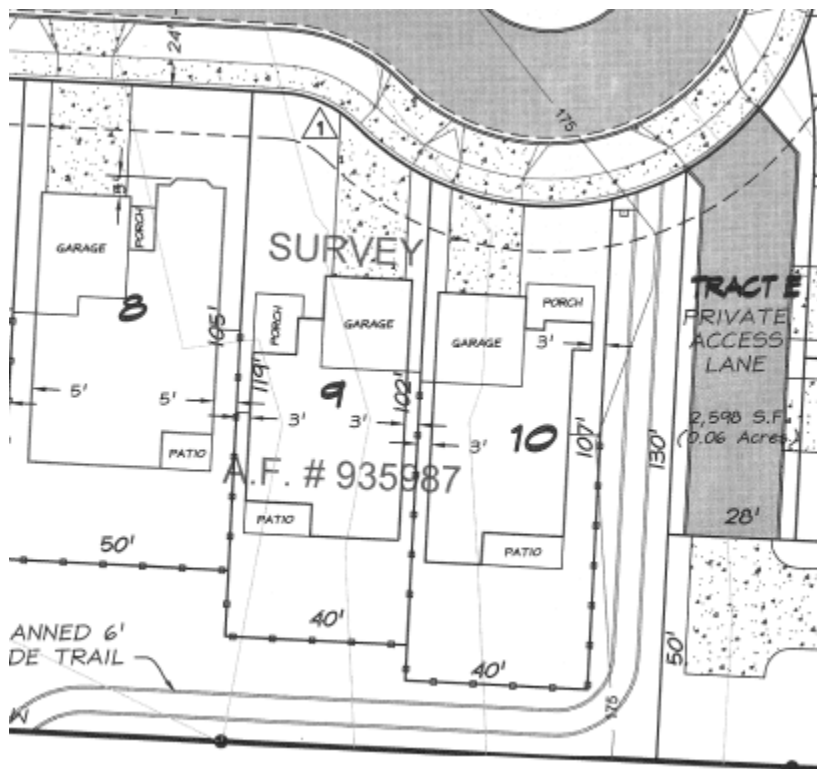 24'
175
1
5'
GARAGE
PORCH
8
105'
5'
5'
PATIO
50'
SURVEY
PORCH
GARAGE
119'
9
102'
3'
3'
A.F. # 935987
PATIO
40'
PORCH
GARAGE
3'
3'
10
107'
PATIO
40'
130'
TRACT E
PRIVATE
ACCESS
LANE
2,598 S.F.
(0.06 Acres)
28'
50'
175
ANNED 6'
DE TRAIL